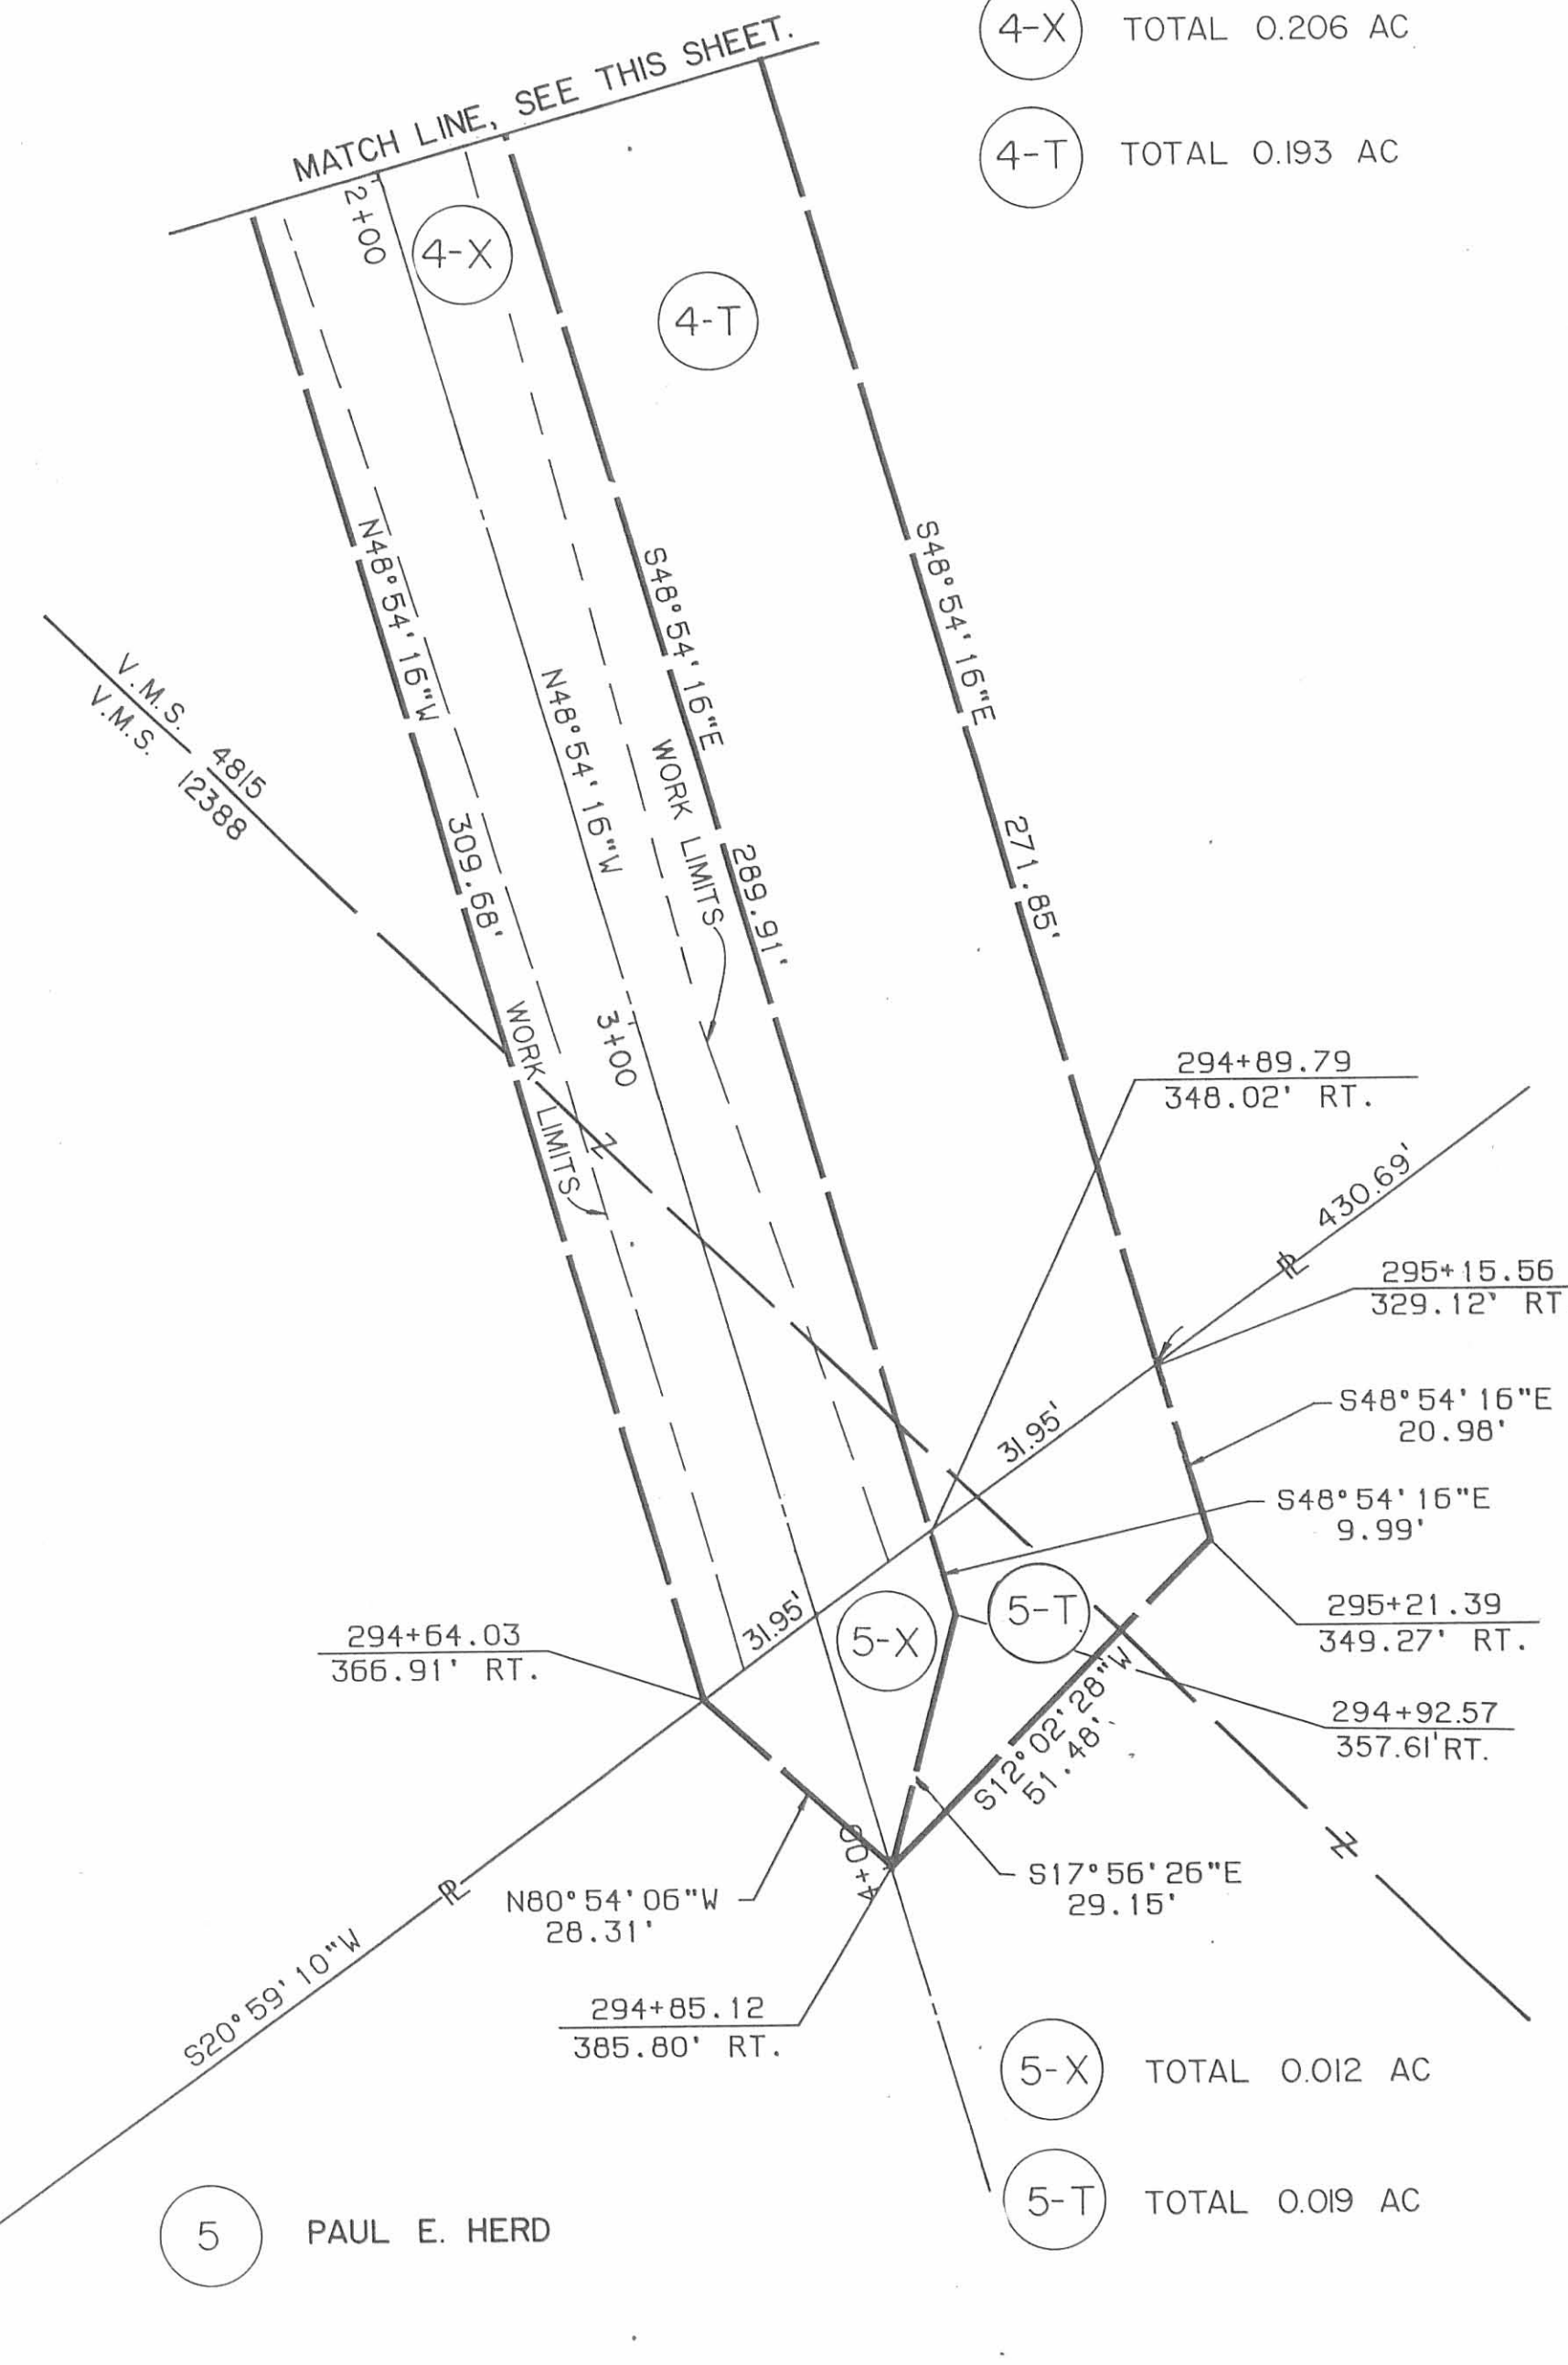 4-X TOTAL 0.206 AC
4-T TOTAL 0.193 AC
MATCH LINE, SEE THIS SHEET.
2+00
4-X
4-T
N48°54'16"W
309.68'
N48°54'16"W
S48°54'16"E
289.91'
S48°54'16"E
271.85'
WORK LIMITS
WORK LIMITS
V.M.S. 4815
V.M.S. 12388
3+00
294+89.79
348.02' RT.
430.69'
PL
295+15.56
329.12' RT
S48°54'16"E
20.98'
31.95'
S48°54'16"E
9.99'
31.95'
5-X
5-T
294+64.03
366.91' RT.
295+21.39
349.27' RT.
294+92.57
357.61' RT.
S12°02'28"W
51.48'
4+00
S17°56'26"E
29.15'
N80°54'06"W
28.31'
PL
S20°59'10"W
294+85.12
385.80' RT.
5-X TOTAL 0.012 AC
5-T TOTAL 0.019 AC
5 PAUL E. HERD